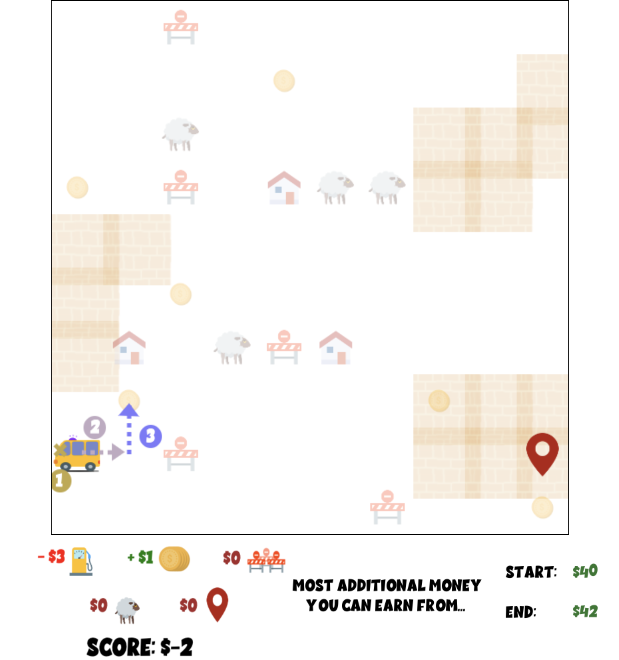 2
3
1
- $3
+ $1
$0
$0
$0
MOST ADDITIONAL MONEY
YOU CAN EARN FROM...
START: $40
END: $42
SCORE: $-2